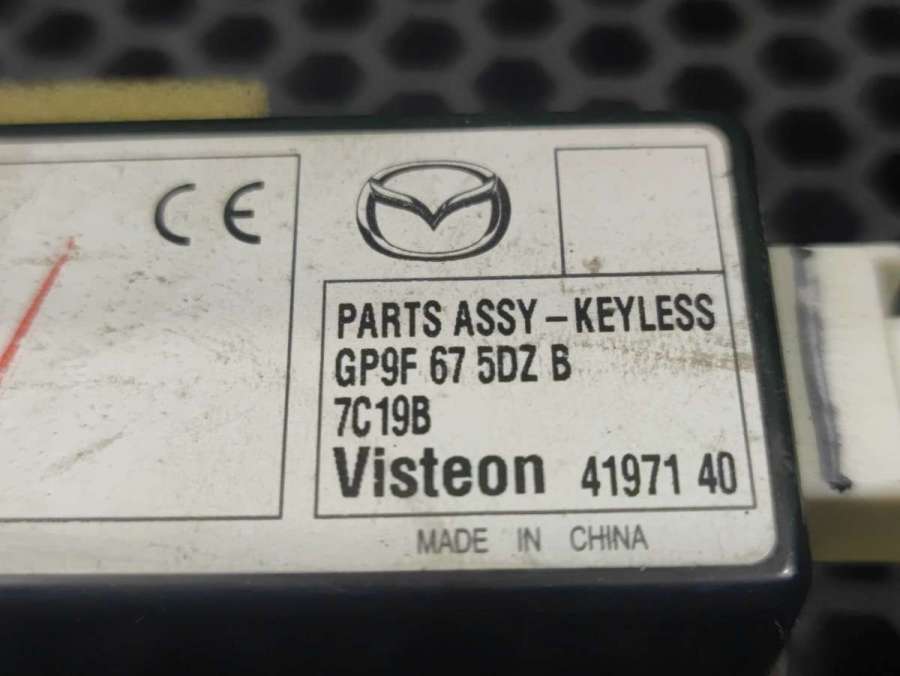 CE
PARTS ASSY – KEYLESS
GP9F 67 5DZ B
7C19B
Visteon 41971 40
MADE IN CHINA